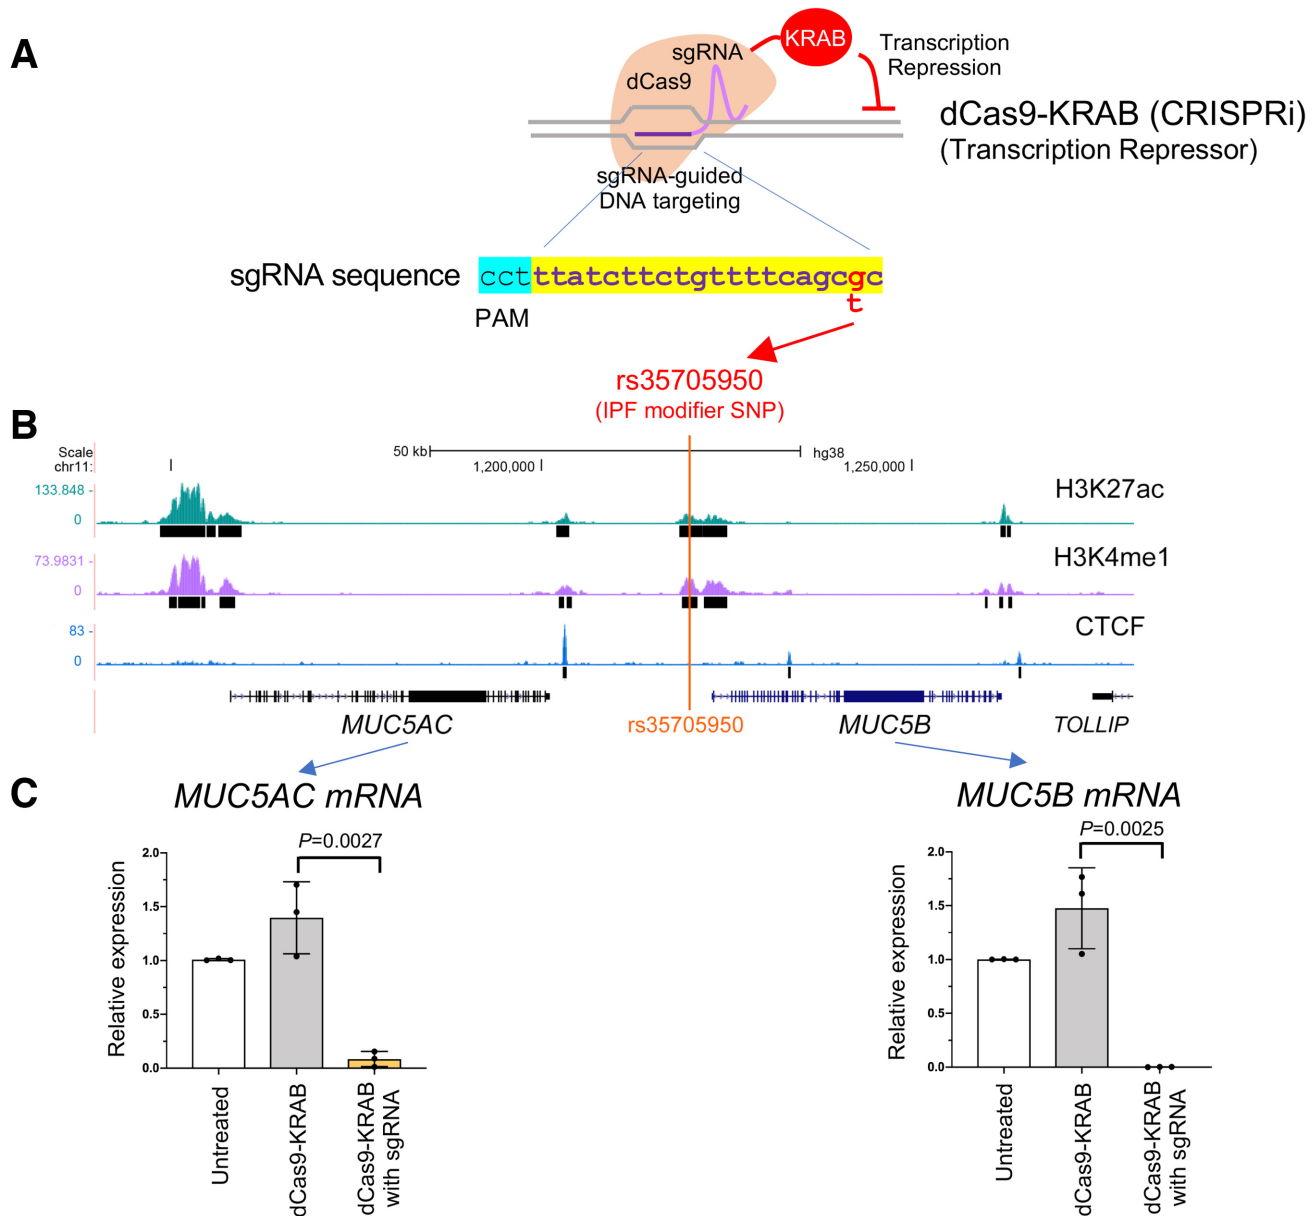 A
sgRNA
KRAB
dCas9
Transcription
Repression
dCas9-KRAB (CRISPRi)
(Transcription Repressor)
sgRNA-guided
DNA targeting
sgRNA sequence
cctttatcttctgttttcagcgc
t
PAM
rs35705950
(IPF modifier SNP)
B
Scale
chr11:
50 kb
hg38
1,200,000
1,250,000
133.848 -
0
H3K27ac
73.9831 -
0
H3K4me1
83 -
0
CTCF
MUC5AC
rs35705950
MUC5B
TOLLIP
C
MUC5AC mRNA
P=0.0027
Relative expression
2.0
1.5
1.0
0.5
0.0
Untreated
dCas9-KRAB
dCas9-KRAB
with sgRNA
MUC5B mRNA
P=0.0025
Relative expression
2.0
1.5
1.0
0.5
0.0
Untreated
dCas9-KRAB
dCas9-KRAB
with sgRNA